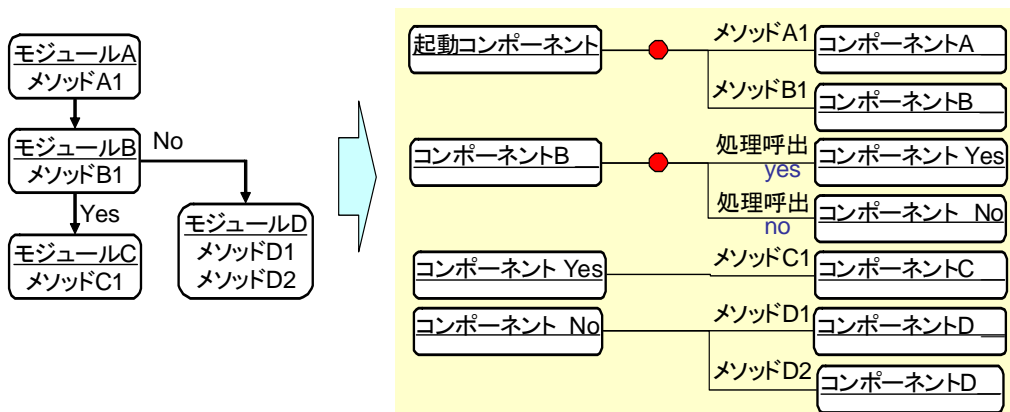 モジュールA
メソッドA1
モジュールB
メソッドB1
No
Yes
モジュールC
メソッドC1
モジュールD
メソッドD1
メソッドD2
起動コンポーネント
メソッドA1
コンポーネントA
メソッドB1
コンポーネントB
コンポーネントB
処理呼出
yes
コンポーネント Yes
処理呼出
no
コンポーネント No
コンポーネント Yes
メソッドC1
コンポーネントC
コンポーネント No
メソッドD1
コンポーネントD
メソッドD2
コンポーネントD